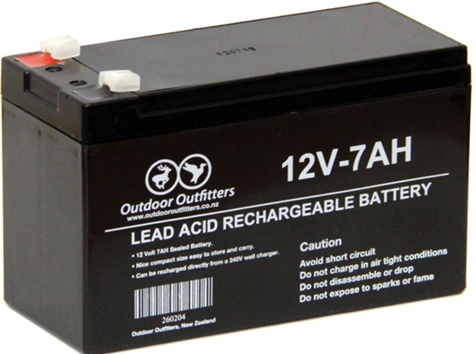 12V-7AH
Outdoor Outfitters
www.outdooroutfitters.co.nz
LEAD ACID RECHARGEABLE BATTERY
• 12 Volt 7AH Sealed Battery.
• Nice compact size easy to store and carry.
• Can be recharged directly from a 240V wall charger.
Caution
Avoid short circuit
Do not charge in air tight conditions
Do not disassemble or drop
Do not expose to sparks or fame
260204
Outdoor Outfitters, New Zealand